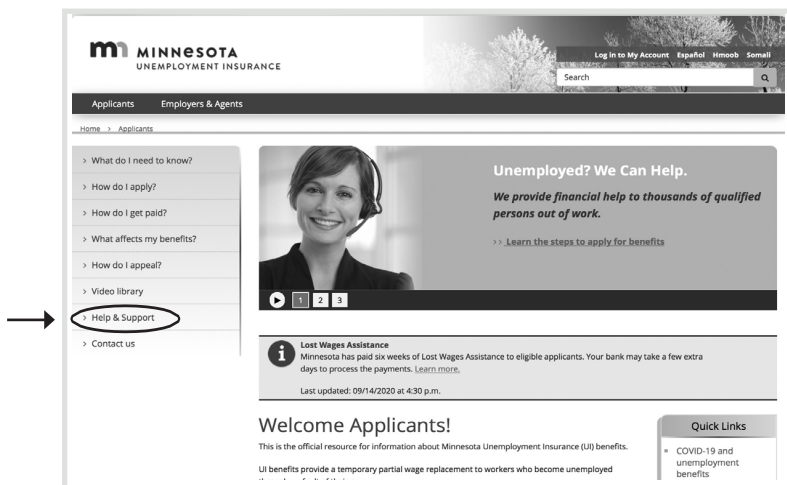 MINNESOTA
UNEMPLOYMENT INSURANCE
Log in to My Account Español Hmoob Somali
Search
Applicants Employers & Agents
Home > Applicants
> What do I need to know?
> How do I apply?
> How do I get paid?
> What affects my benefits?
> How do I appeal?
> Video library
> Help & Support
> Contact us
Unemployed? We Can Help.
We provide financial help to thousands of qualified
persons out of work.
>> Learn the steps to apply for benefits
1 2 3
Lost Wages Assistance
Minnesota has paid six weeks of Lost Wages Assistance to eligible applicants. Your bank may take a few extra
days to process the payments. Learn more.
Last updated: 09/14/2020 at 4:30 p.m.
Welcome Applicants!
This is the official resource for information about Minnesota Unemployment Insurance (UI) benefits.
UI benefits provide a temporary partial wage replacement to workers who become unemployed
Quick Links
COVID-19 and
unemployment
benefits